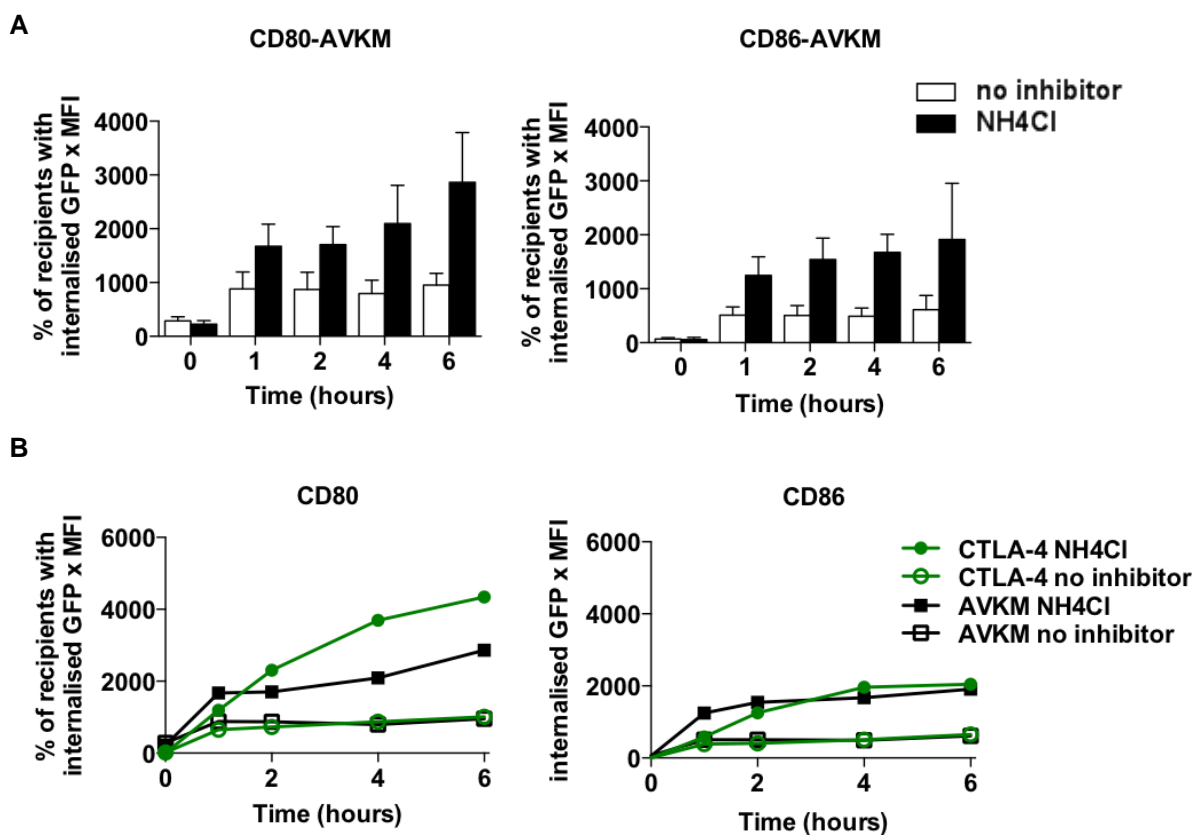 A
CD80-AVKM
% of recipients with
internalised GFP x MFI
4000
3000
2000
1000
0
0 1 2 4 6
Time (hours)
CD86-AVKM
no inhibitor
NH4Cl
% of recipients with
internalised GFP x MFI
4000
3000
2000
1000
0
0 1 2 4 6
Time (hours)
B
CD80
% of recipients with
internalised GFP x MFI
6000
4000
2000
0
0 2 4 6
Time (hours)
CD86
internalised GFP x MFI
6000
4000
2000
0
0 2 4 6
Time (hours)
CTLA-4 NH4Cl
CTLA-4 no inhibitor
AVKM NH4Cl
AVKM no inhibitor